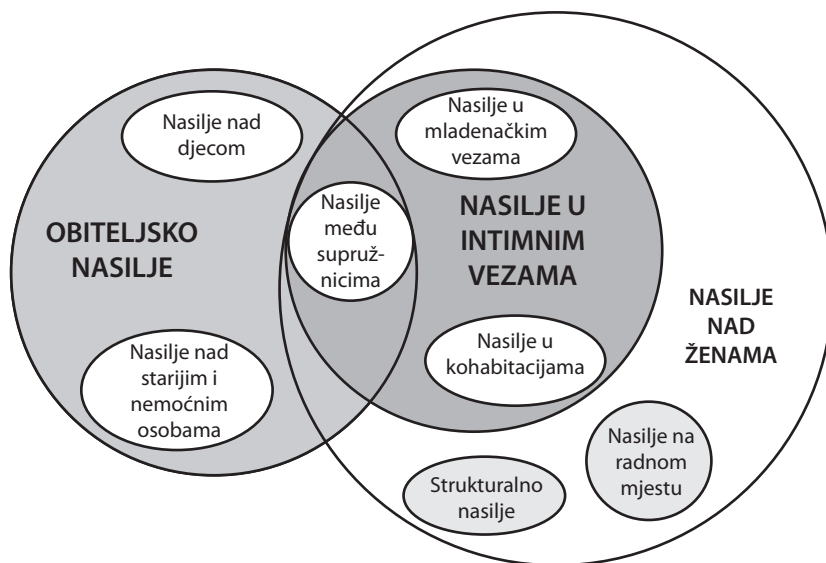 Nasilje nad
djecom
Nasilje u
mladenačkim
vezama
OBITELJSKO
NASILJE
Nasilje
među
supruž-
nicima
NASILJE U
INTIMNIM
VEZAMA
NASILJE
NAD
ŽENAMA
Nasilje nad
starijim i
nemoćnim
osobama
Nasilje u
kohabitacijama
Nasilje na
radnom
mjestu
Strukturalno
nasilje